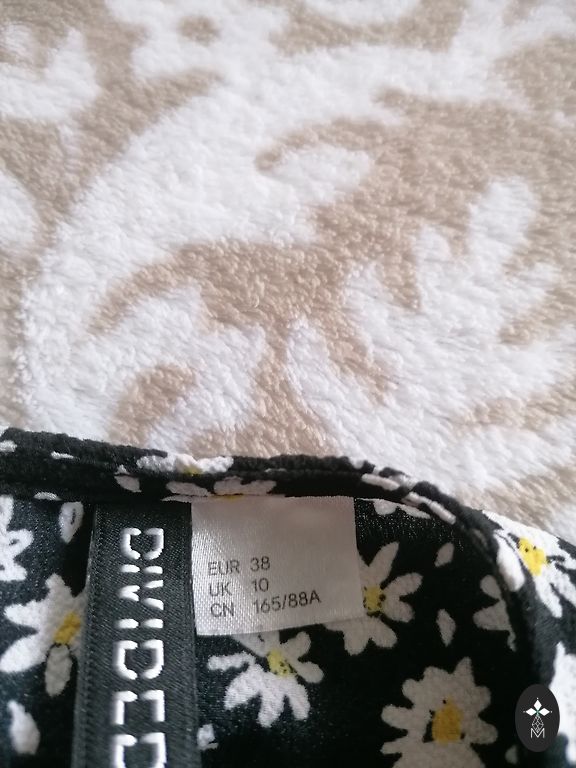 DIVIDED
EUR 38
UK 10
CN 165/88A
M